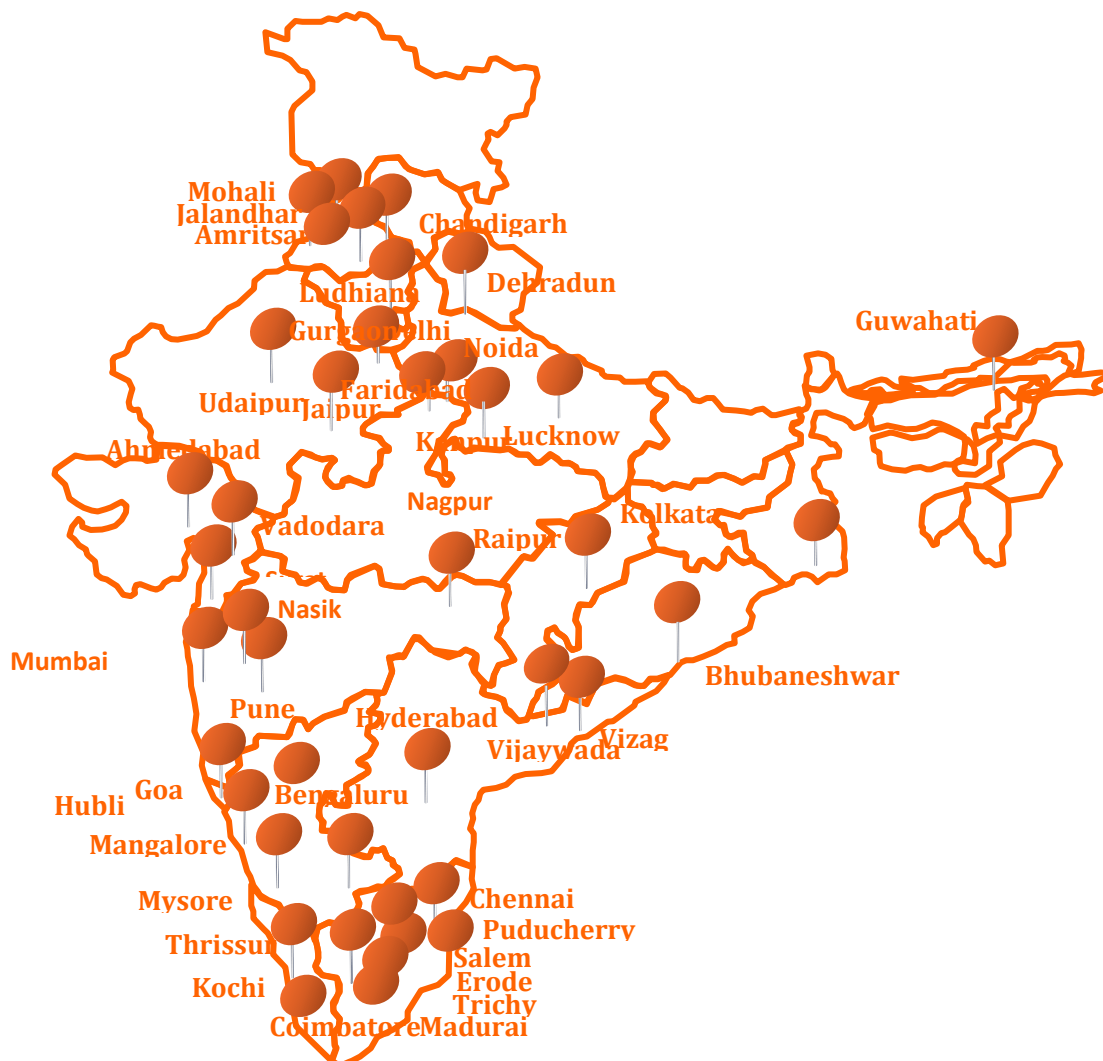 Mohali
Jalandhar
Amritsar
Chandigarh
Dehradun
Ludhiana
Guwahati
Gurgaon
elhi
Noida
Faridabad
Udaipur
Jaipur
Kanpur
Lucknow
Ahmedabad
Nagpur
Vadodara
Kolkata
Raipur
Nasik
Mumbai
Bhubaneshwar
Pune
Hyderabad
Vizag
Vijaywada
Goa
Hubli
Bengaluru
Mangalore
Chennai
Mysore
Puducherry
Thrissur
Salem
Erode
Kochi
Trichy
Coimbatore
Madurai